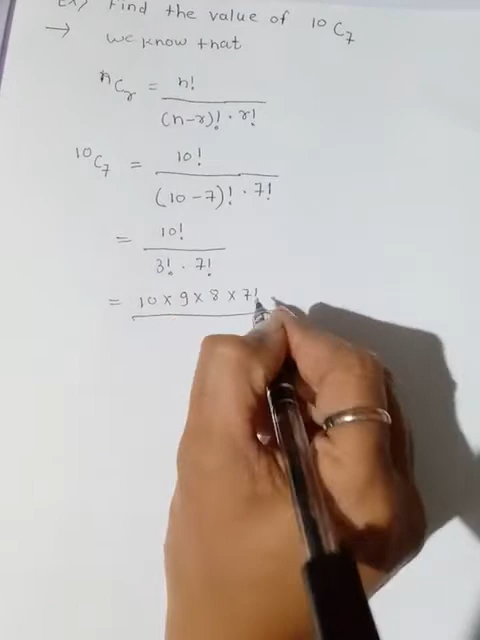 Ex) Find the value of ¹⁰C₇
→ we know that
ⁿCᵣ = n! / (n-r)! · r!
¹⁰C₇ = 10! / (10-7)! · 7!
= 10! / 3! · 7!
= 10 × 9 × 8 × 7!